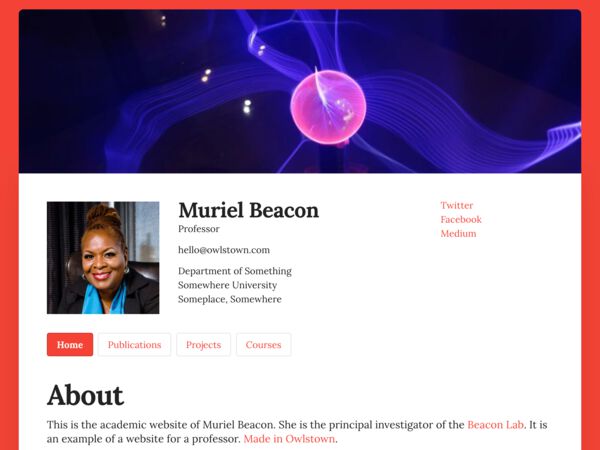 Muriel Beacon
Professor
hello@owlstown.com
Department of Something
Somewhere University
Someplace, Somewhere
Twitter
Facebook
Medium
Home Publications Projects Courses
About
This is the academic website of Muriel Beacon. She is the principal investigator of the Beacon Lab. It is
an example of a website for a professor. Made in Owlstown.